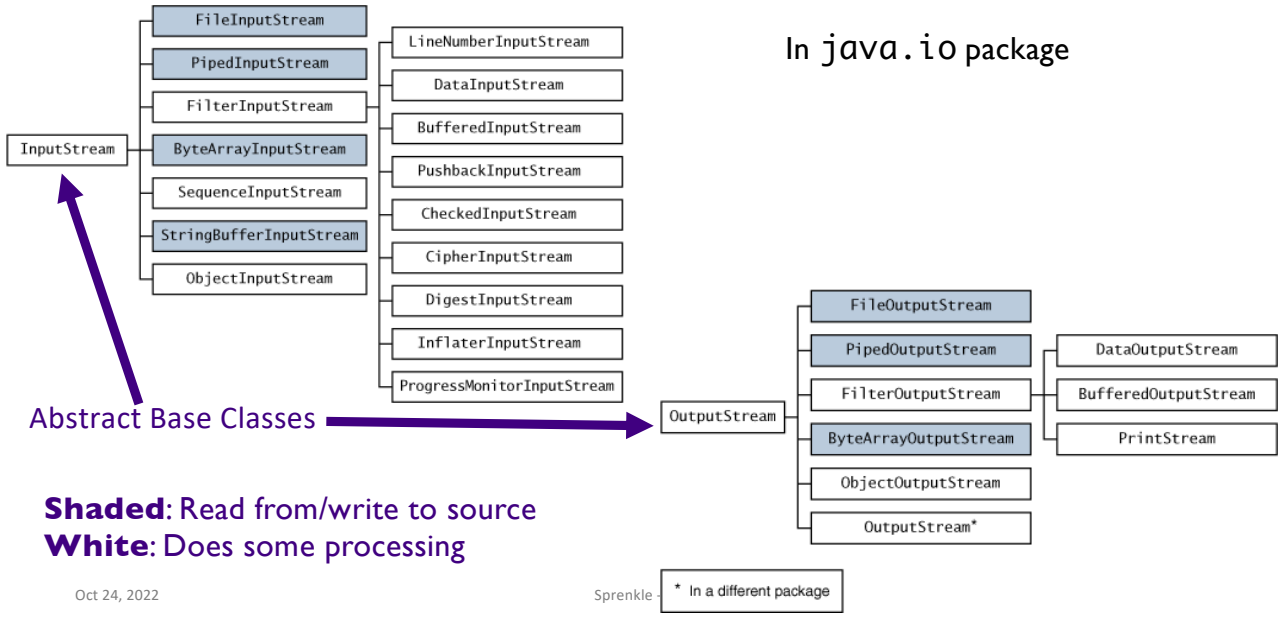 In java.io package
InputStream
FileInputStream
PipedInputStream
FilterInputStream
ByteArrayInputStream
SequenceInputStream
StringBufferInputStream
ObjectInputStream
LineNumberInputStream
DataInputStream
BufferedInputStream
PushbackInputStream
CheckedInputStream
CipherInputStream
DigestInputStream
InflaterInputStream
ProgressMonitorInputStream
Abstract Base Classes
OutputStream
FileOutputStream
PipedOutputStream
FilterOutputStream
ByteArrayOutputStream
ObjectOutputStream
OutputStream*
DataOutputStream
BufferedOutputStream
PrintStream
Shaded: Read from/write to source
White: Does some processing
Oct 24, 2022
Sprenkle -
* In a different package